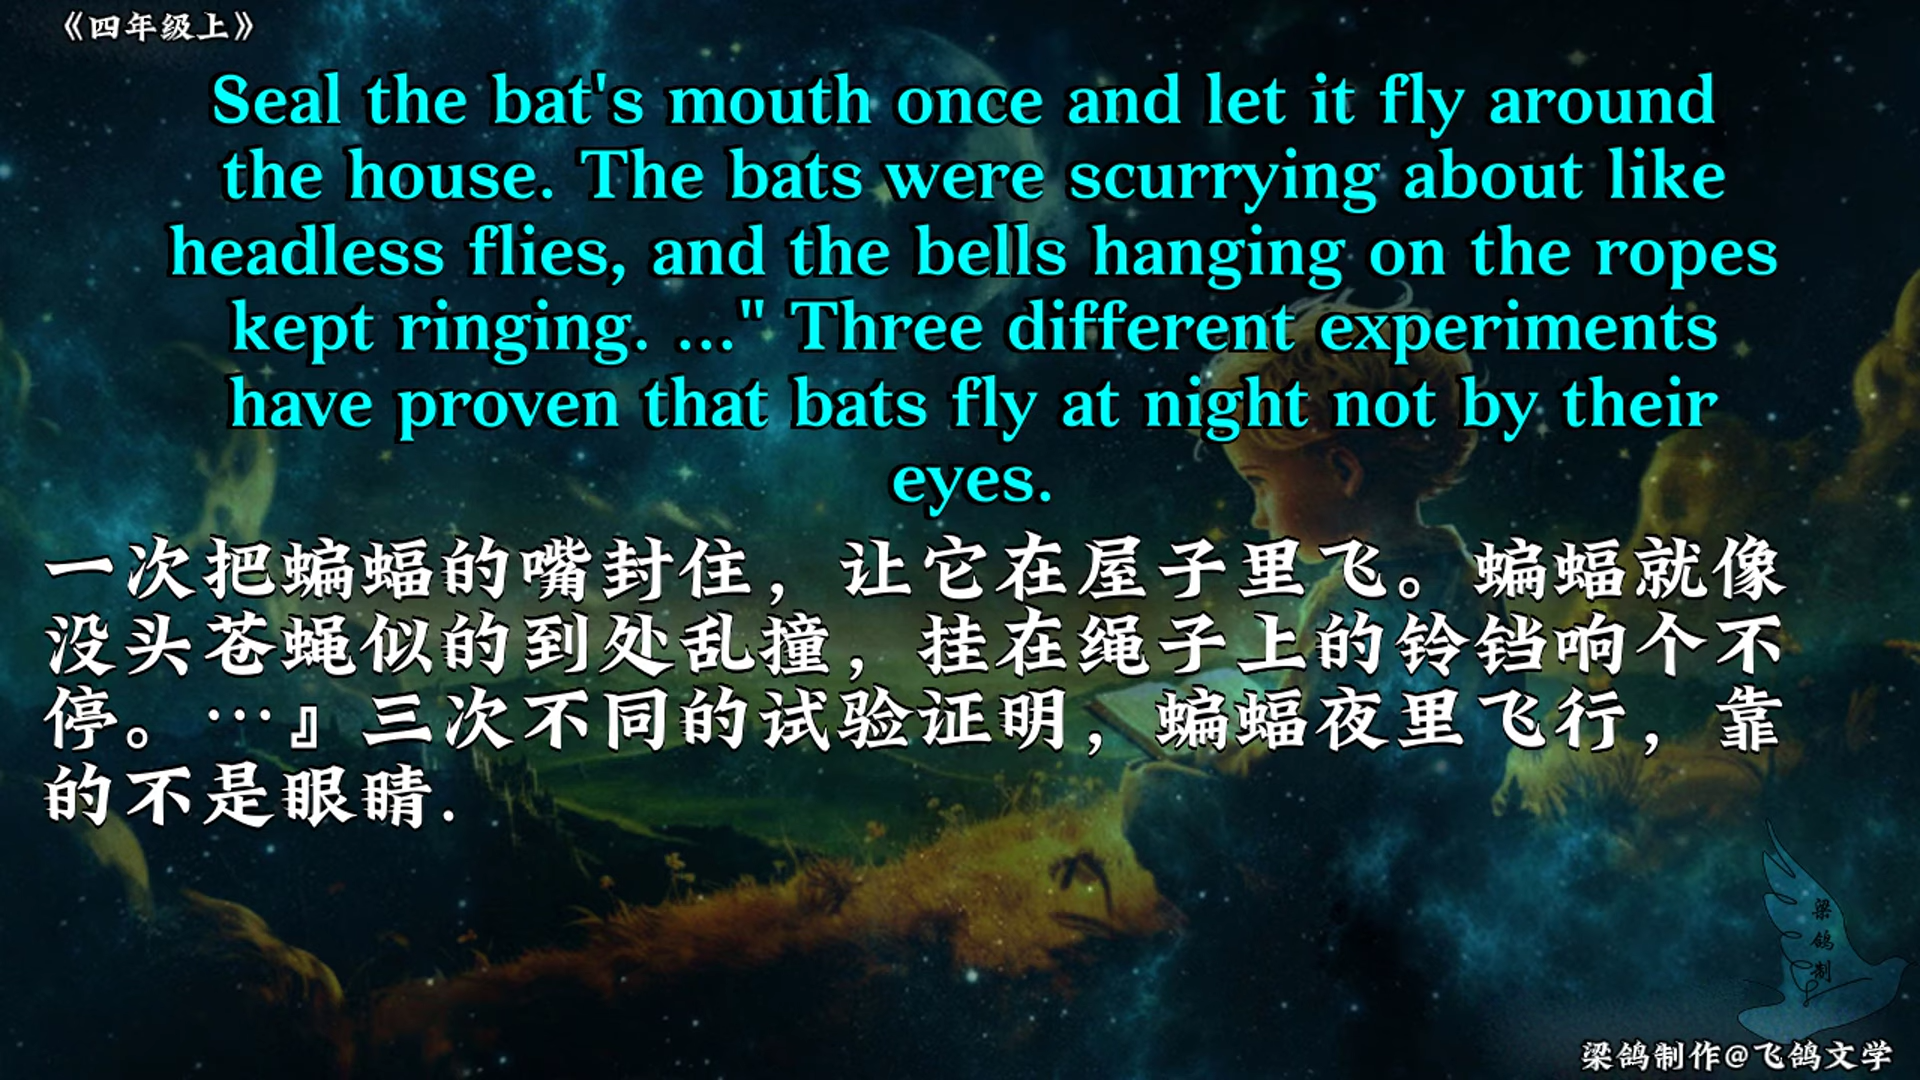 《四年级上》
Seal the bat's mouth once and let it fly around
the house. The bats were scurrying about like
headless flies, and the bells hanging on the ropes
kept ringing. ..." Three different experiments
have proven that bats fly at night not by their
eyes.
一次把蝙蝠的嘴封住，让它在屋子里飞。蝙蝠就像
没头苍蝇似的到处乱撞，挂在绳子上的铃铛响个不
停。…』三次不同的试验证明，蝙蝠夜里飞行，靠
的不是眼睛.
梁
鸽
制
梁鸽制作@飞鸽文学